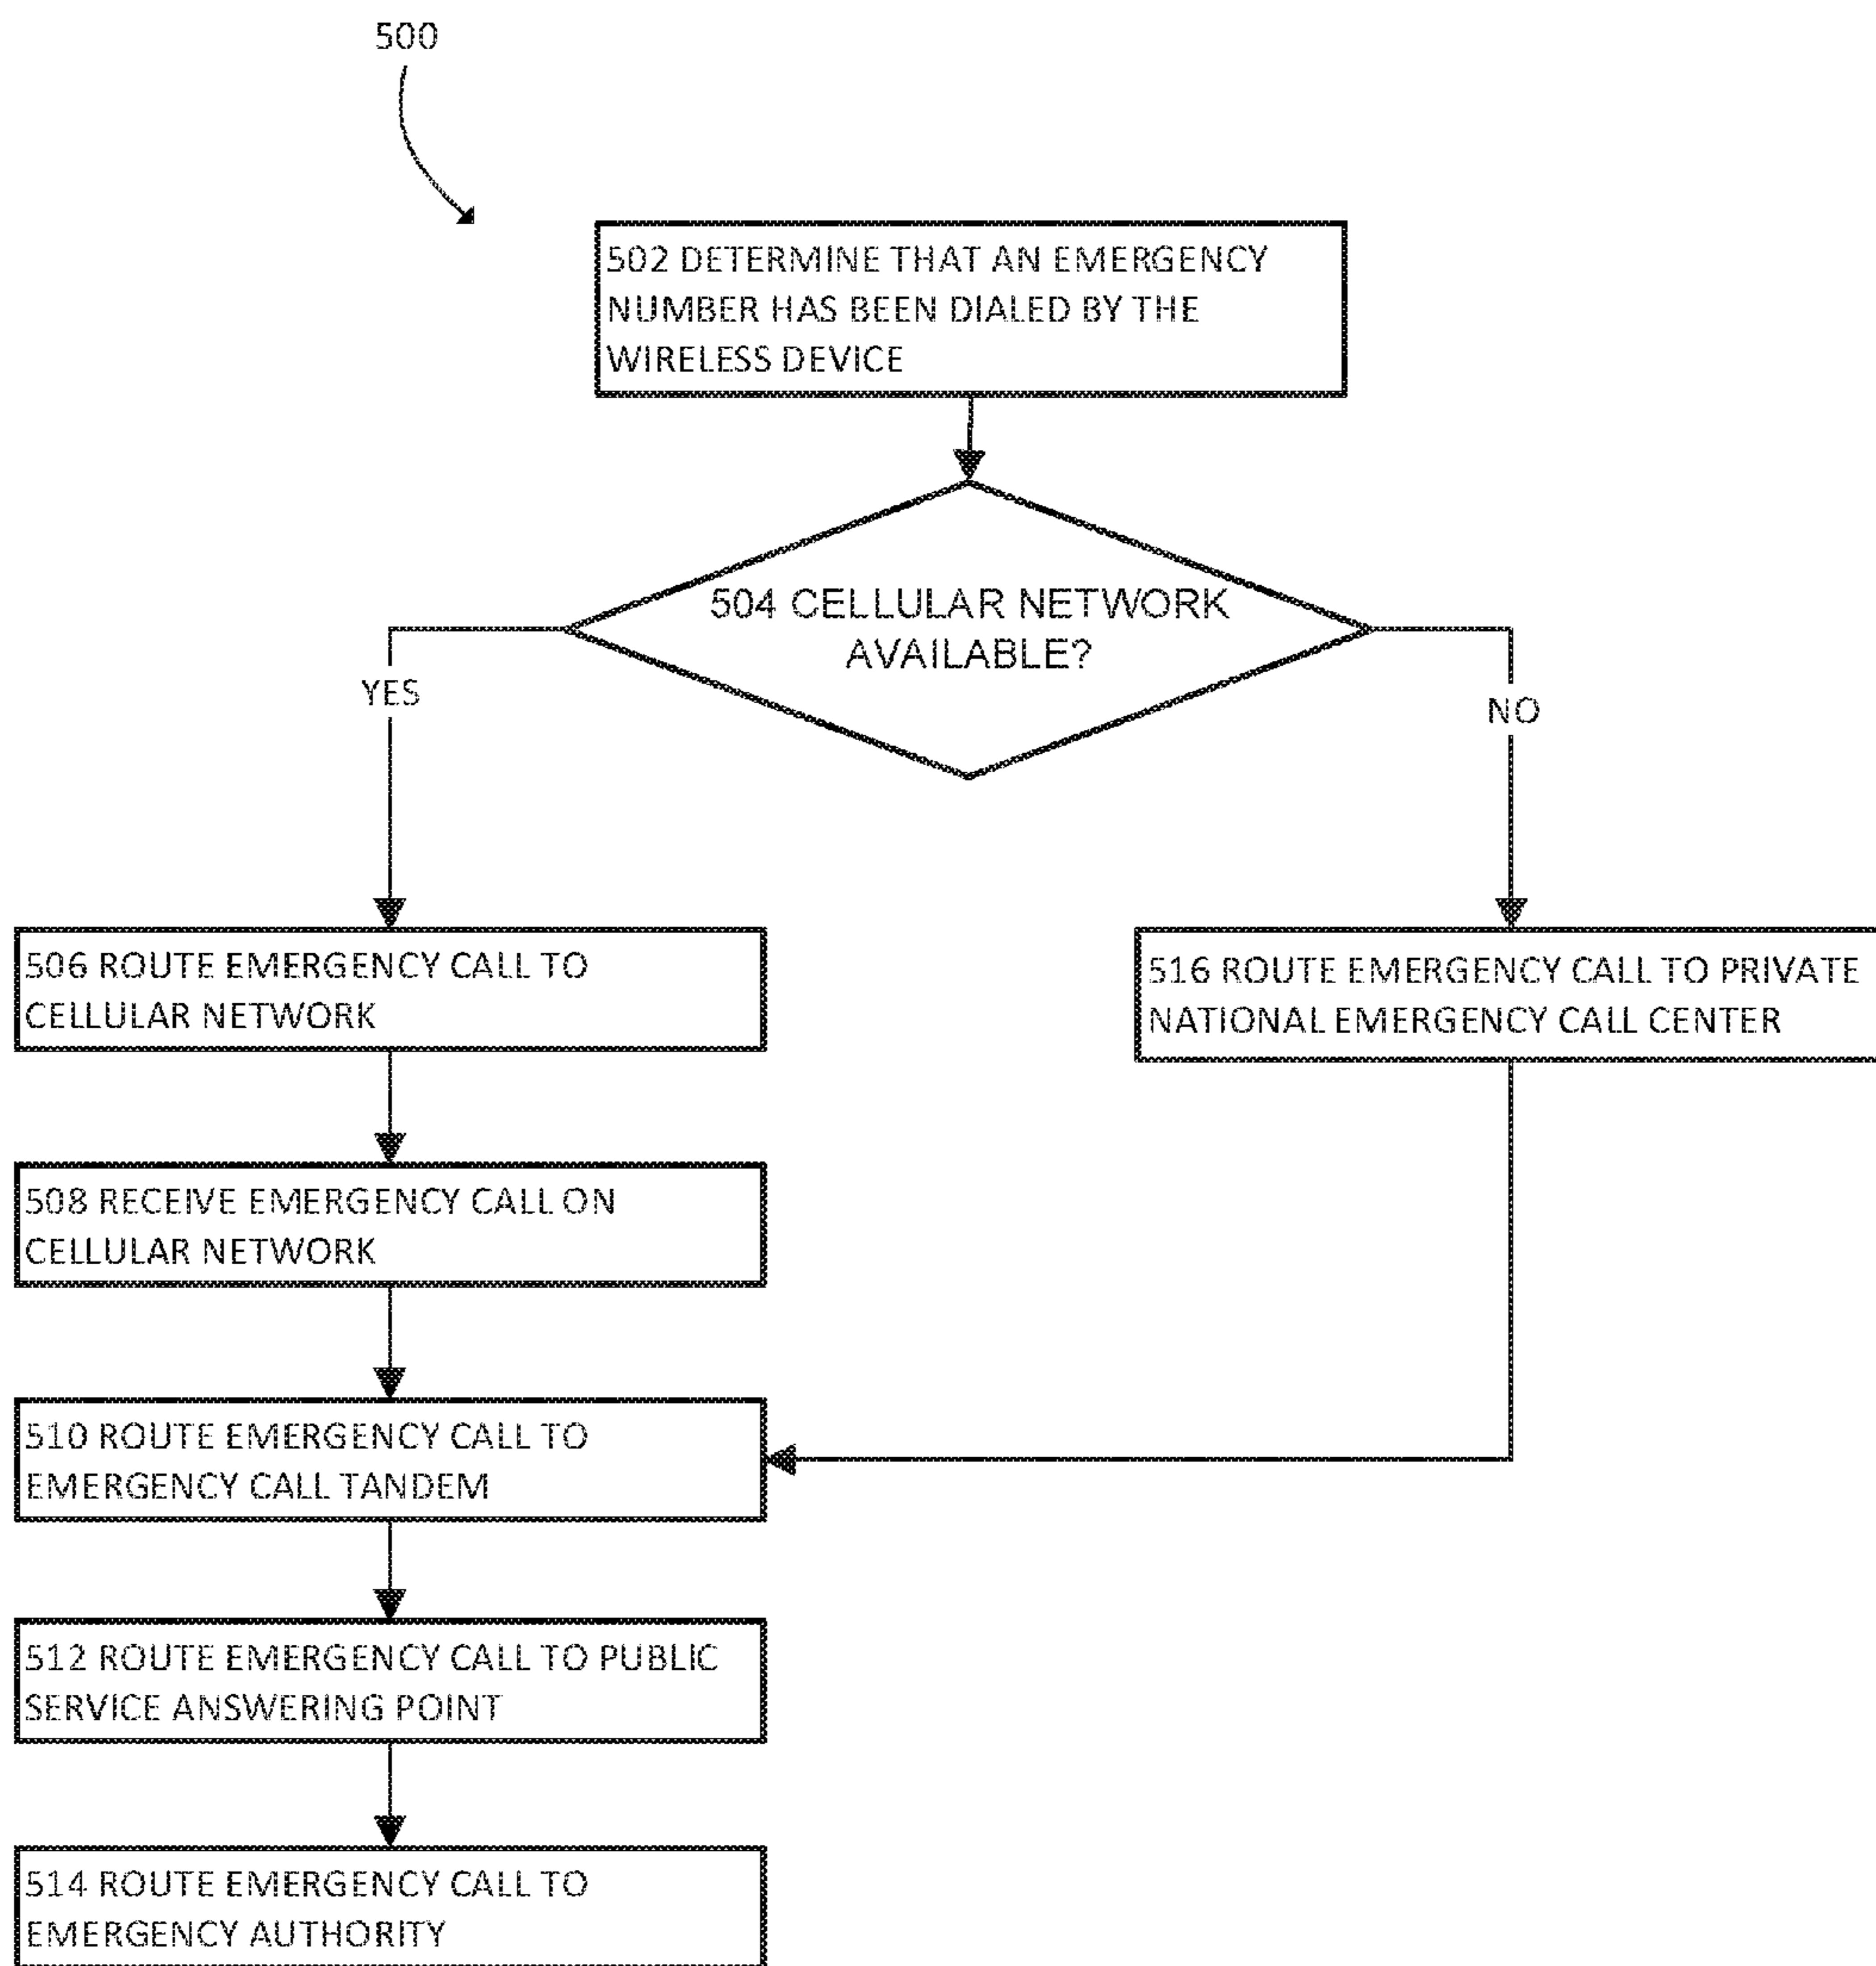 500
502 DETERMINE THAT AN EMERGENCY
NUMBER HAS BEEN DIALED BY THE
WIRELESS DEVICE
504 CELLULAR NETWORK
AVAILABLE?
YES
NO
506 ROUTE EMERGENCY CALL TO
CELLULAR NETWORK
516 ROUTE EMERGENCY CALL TO PRIVATE
NATIONAL EMERGENCY CALL CENTER
508 RECEIVE EMERGENCY CALL ON
CELLULAR NETWORK
510 ROUTE EMERGENCY CALL TO
EMERGENCY CALL TANDEM
512 ROUTE EMERGENCY CALL TO PUBLIC
SERVICE ANSWERING POINT
514 ROUTE EMERGENCY CALL TO
EMERGENCY AUTHORITY